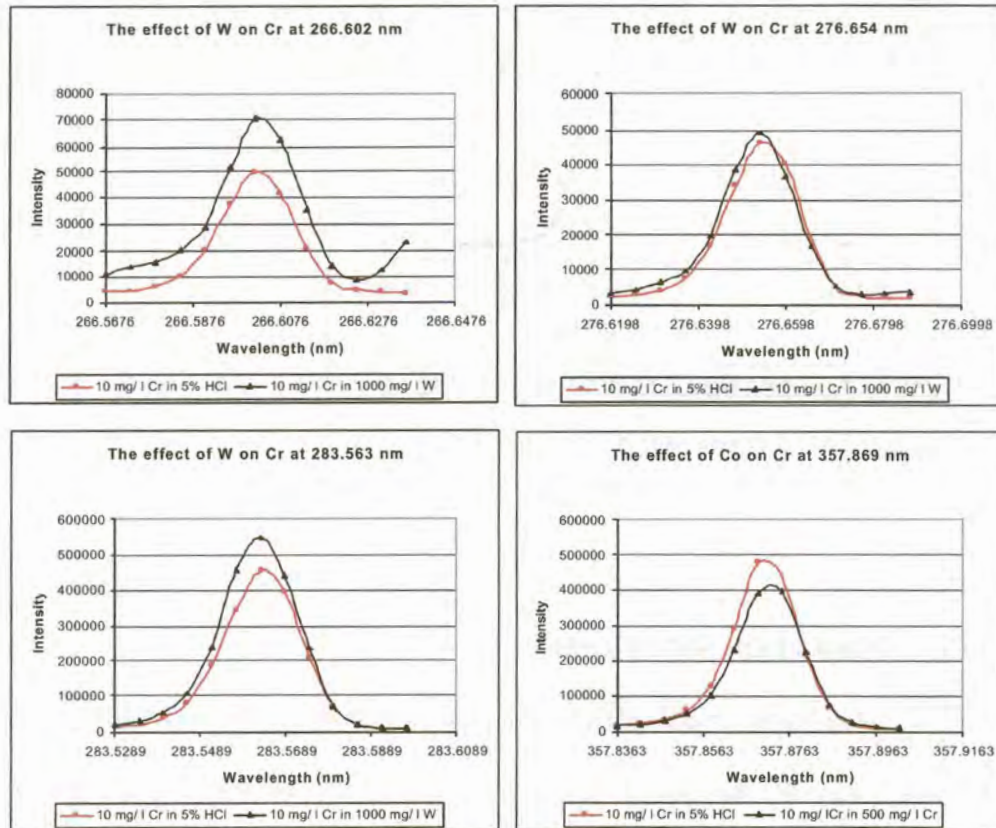 The effect of W on Cr at 266.602 nm
80000
70000
60000
50000
40000
30000
20000
10000
0
Intensity
266.5676 266.5876 266.6076 266.6276 266.6476
Wavelength (nm)
10 mg/ l Cr in 5% HCl 10 mg/ l Cr in 1000 mg/ l W
The effect of W on Cr at 276.654 nm
60000
50000
40000
30000
20000
10000
0
Intensity
276.6198 276.6398 276.6598 276.6798 276.6998
Wavelength (nm)
10 mg/ l Cr in 5% HCl 10 mg/ l Cr in 1000 mg/ l W
The effect of W on Cr at 283.563 nm
600000
500000
400000
300000
200000
100000
0
Intensity
283.5289 283.5489 283.5689 283.5889 283.6089
Wavelength (nm)
10 mg/ l Cr in 5% HCl 10 mg/ l Cr in 1000 mg/ l W
The effect of Co on Cr at 357.869 nm
600000
500000
400000
300000
200000
100000
0
Intensity
357.8363 357.8563 357.8763 357.8963 357.9163
Wavelength (nm)
10 mg/ l Cr in 5% HCl 10 mg/ lCr in 500 mg/ l Cr